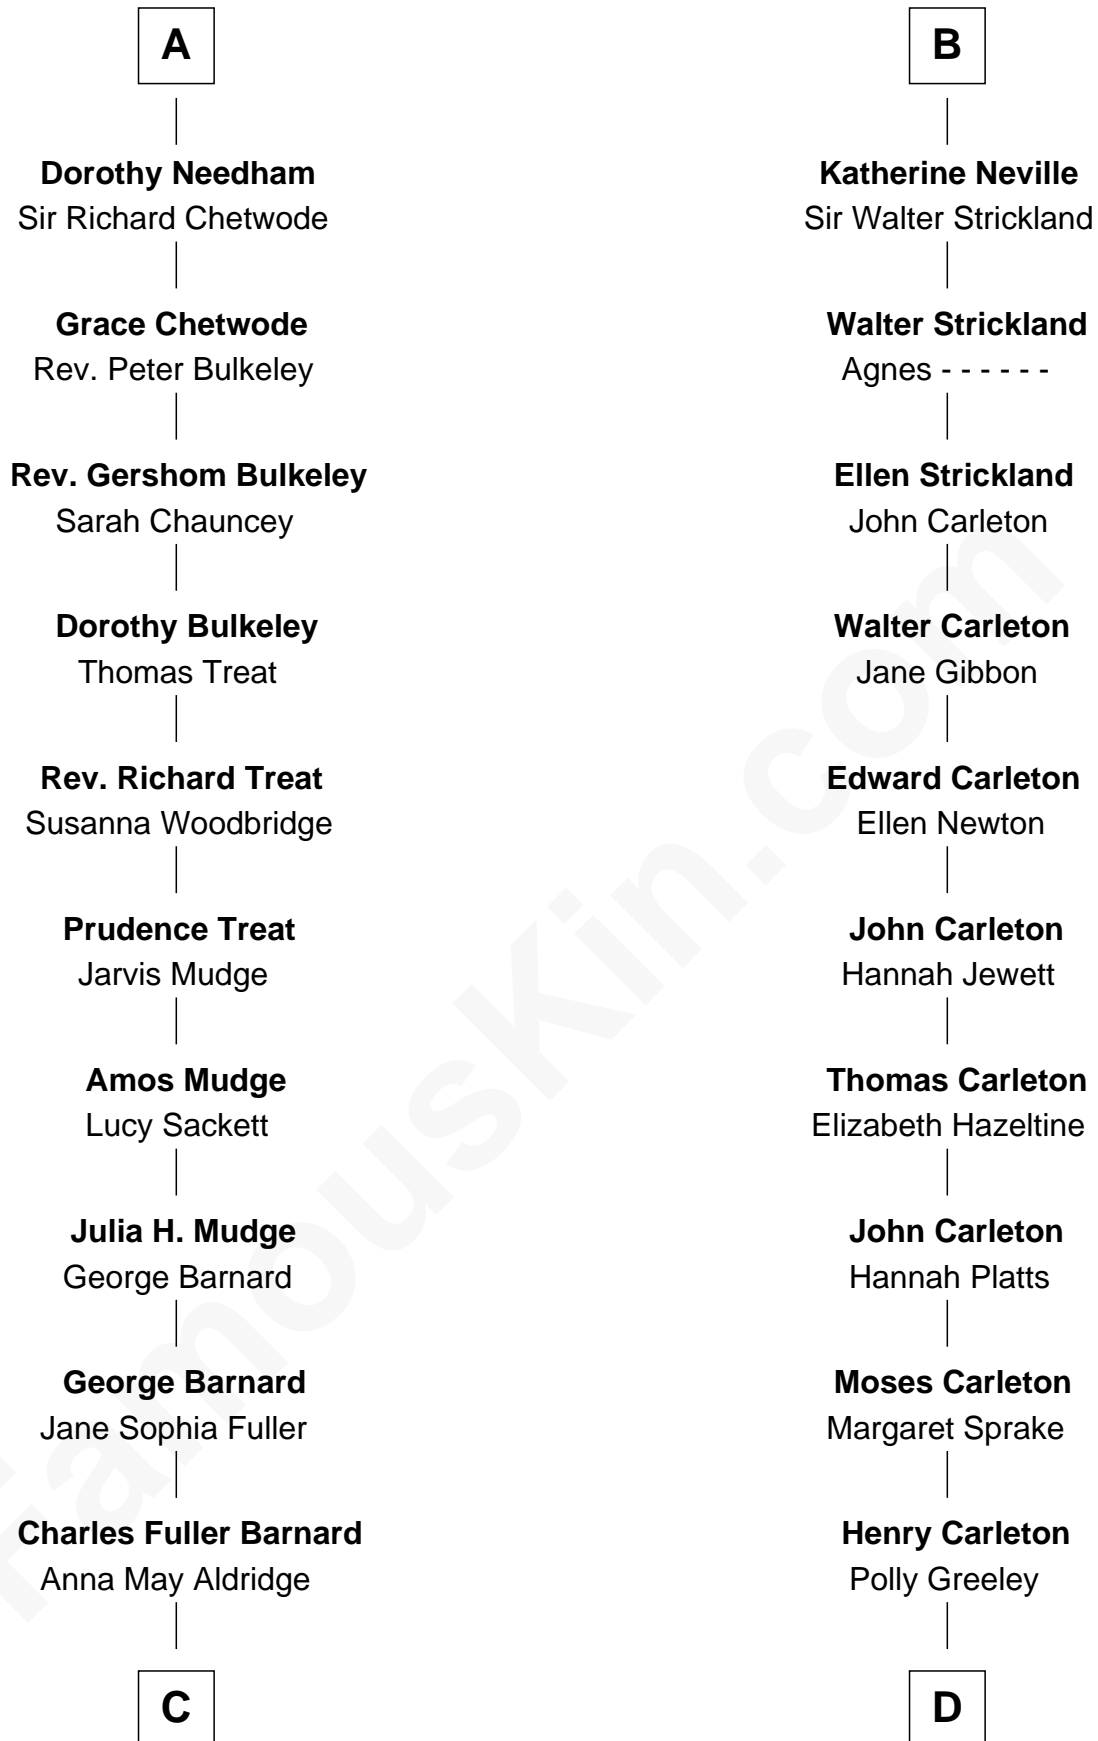 A
Dorothy Needham
Sir Richard Chetwode
Grace Chetwode
Rev. Peter Bulkeley
Rev. Gershom Bulkeley
Sarah Chauncey
Dorothy Bulkeley
Thomas Treat
Rev. Richard Treat
Susanna Woodbridge
Prudence Treat
Jarvis Mudge
Amos Mudge
Lucy Sackett
Julia H. Mudge
George Barnard
George Barnard
Jane Sophia Fuller
Charles Fuller Barnard
Anna May Aldridge
C
B
Katherine Neville
Sir Walter Strickland
Walter Strickland
Agnes - - - - - -
Ellen Strickland
John Carleton
Walter Carleton
Jane Gibbon
Edward Carleton
Ellen Newton
John Carleton
Hannah Jewett
Thomas Carleton
Elizabeth Hazeltine
John Carleton
Hannah Platts
Moses Carleton
Margaret Sprake
Henry Carleton
Polly Greeley
D
FamousKin.com